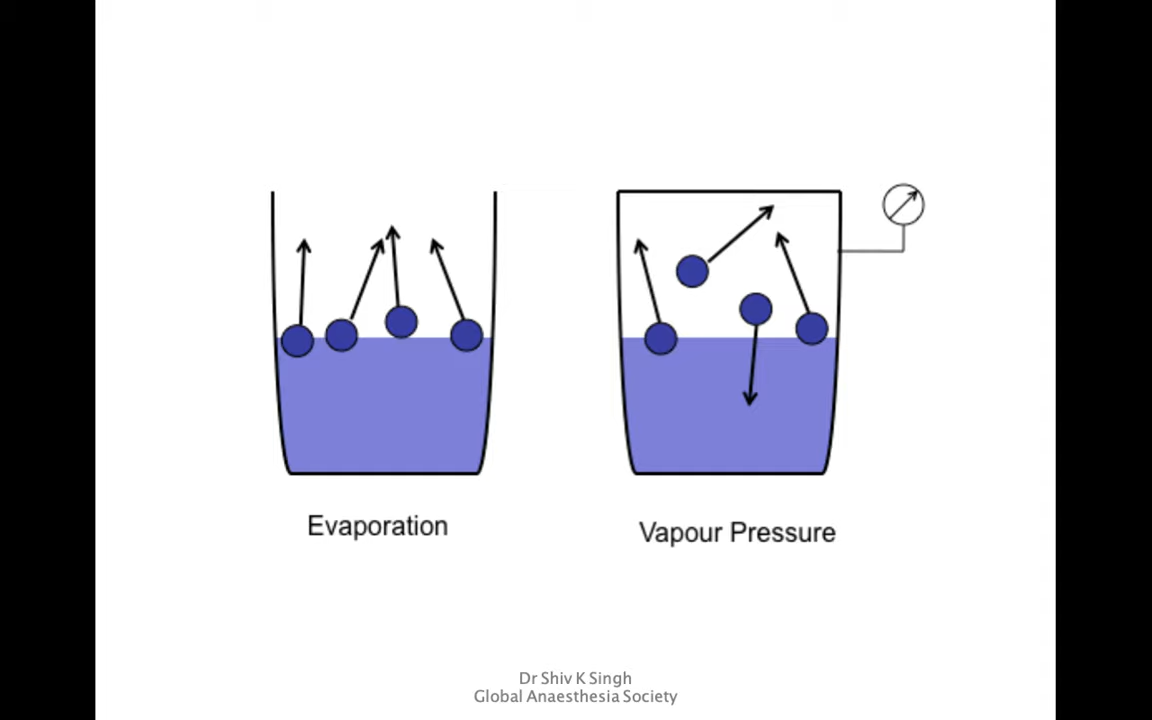 Evaporation
Vapour Pressure
Dr Shiv K Singh
Global Anaesthesia Society